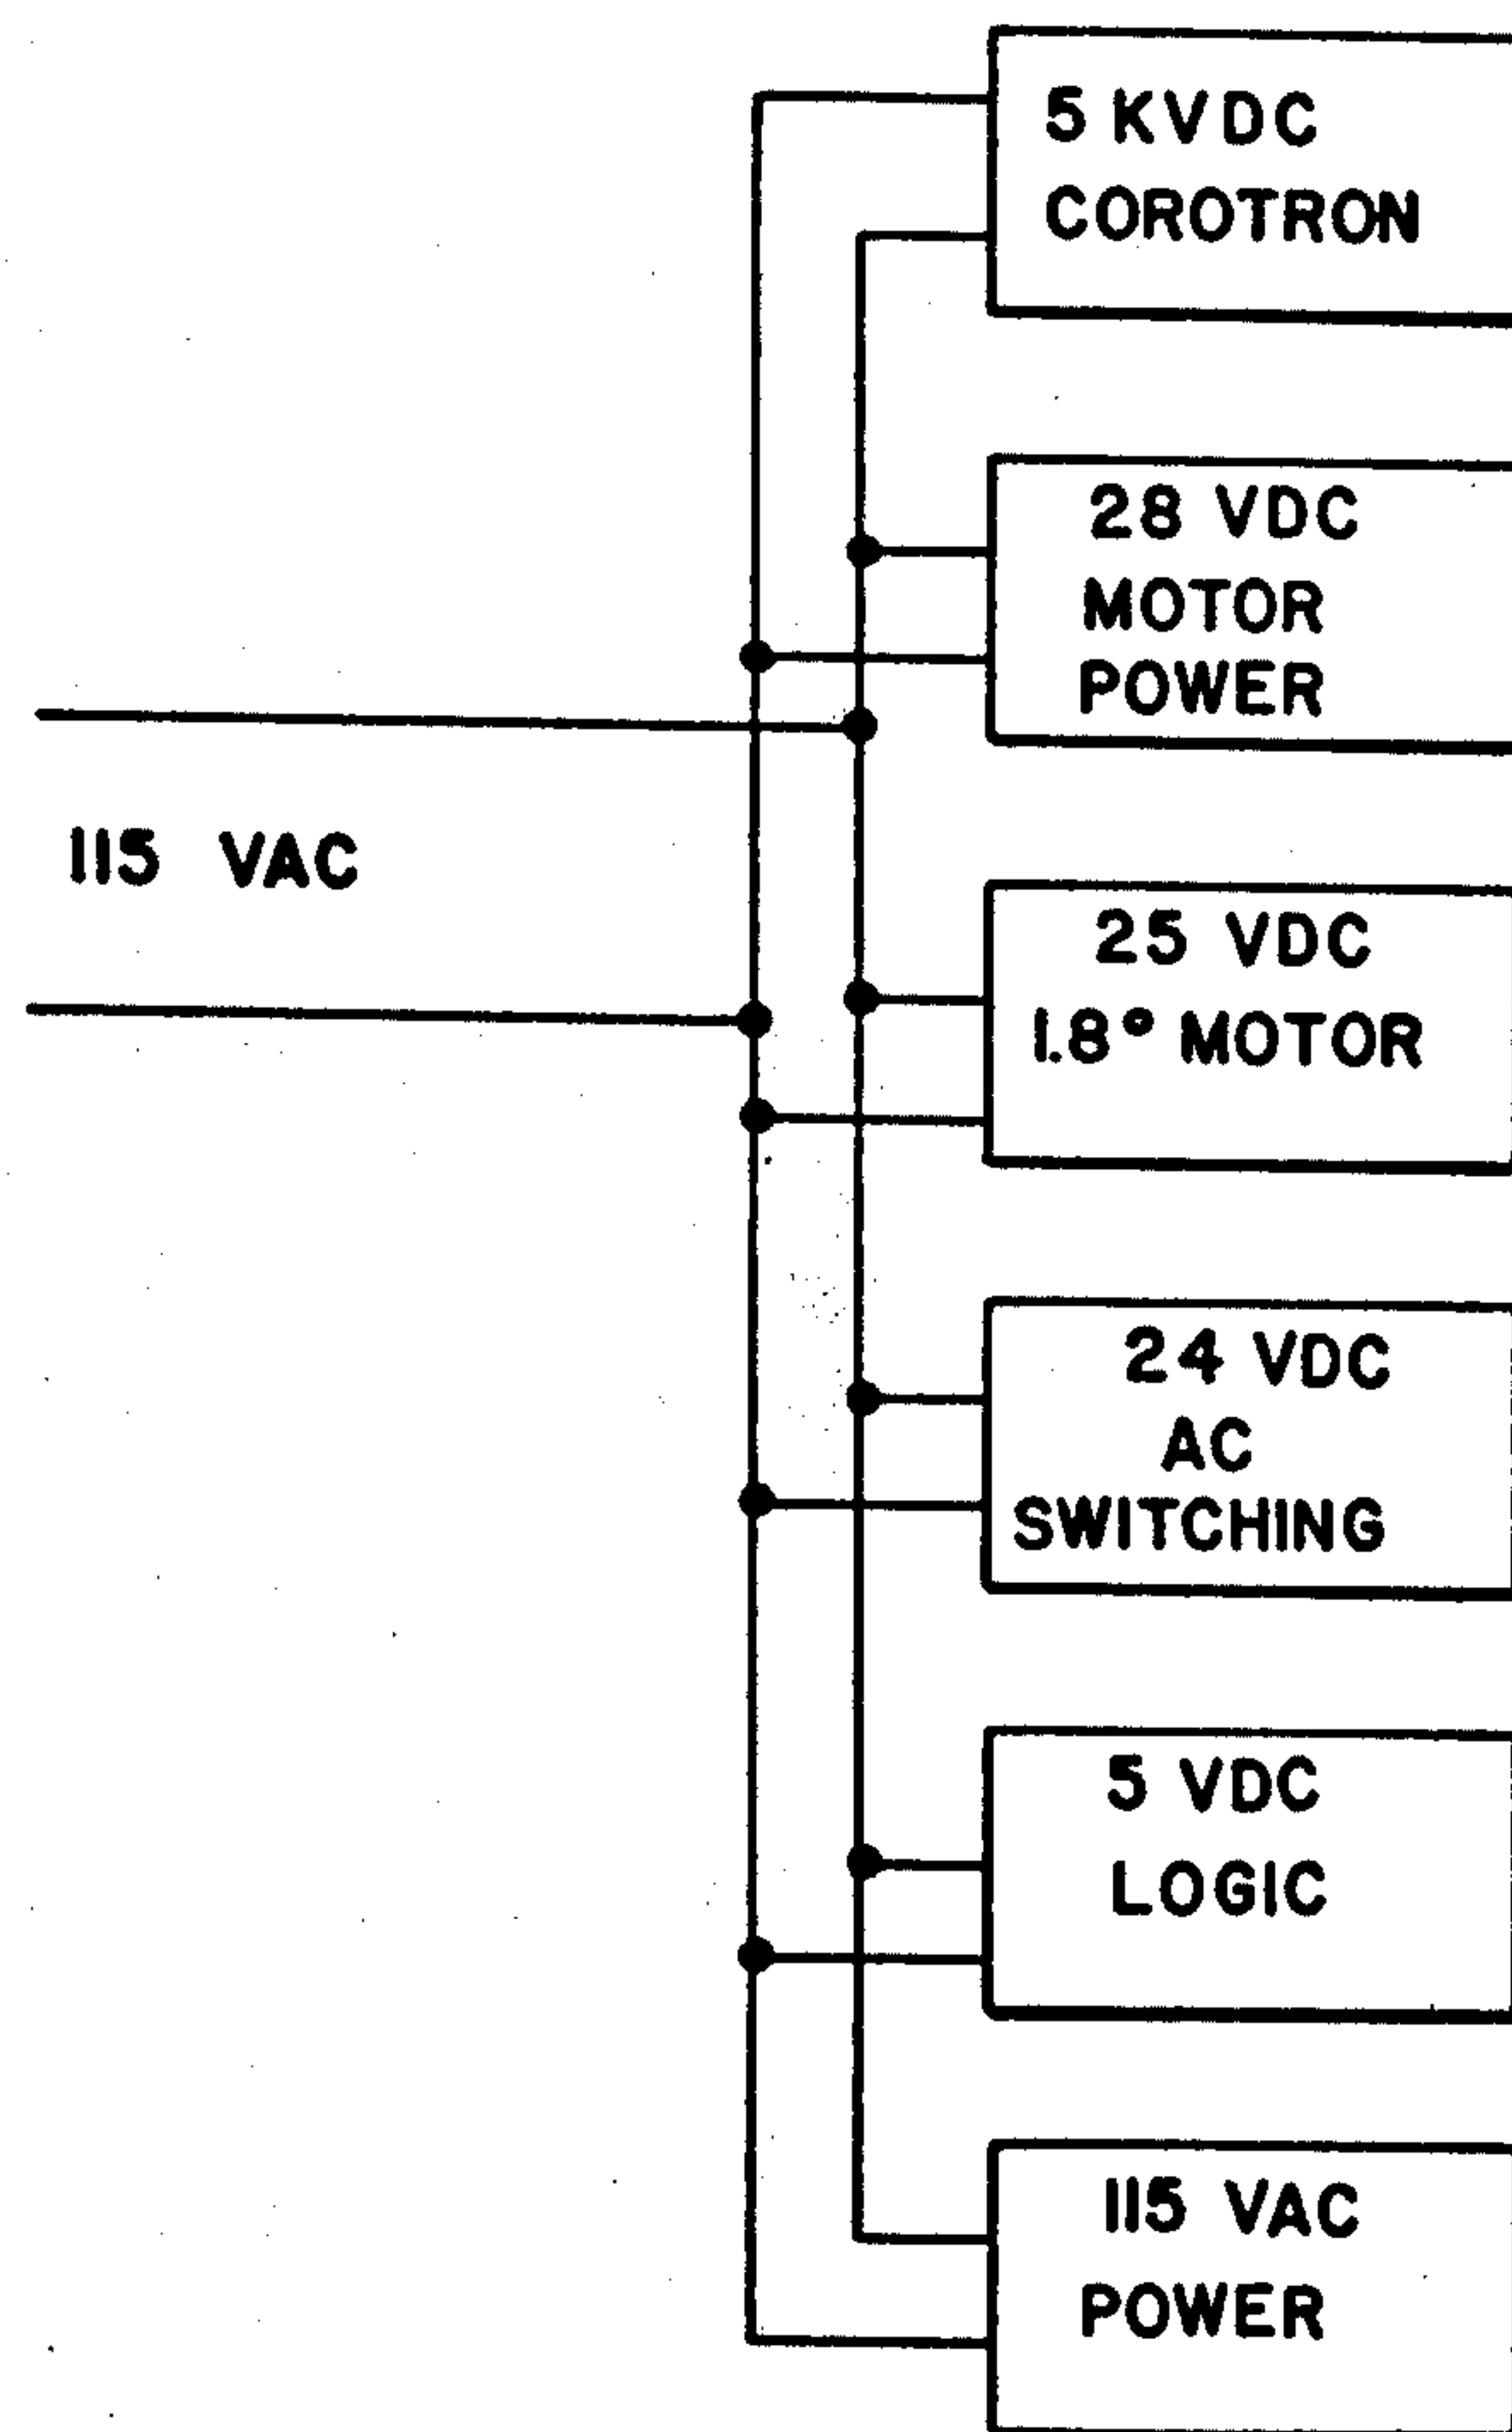 5 KVDC
COROTRON
28 VDC
MOTOR
POWER
115 VAC
25 VDC
1.8° MOTOR
24 VDC
AC
SWITCHING
5 VDC
LOGIC
115 VAC
POWER